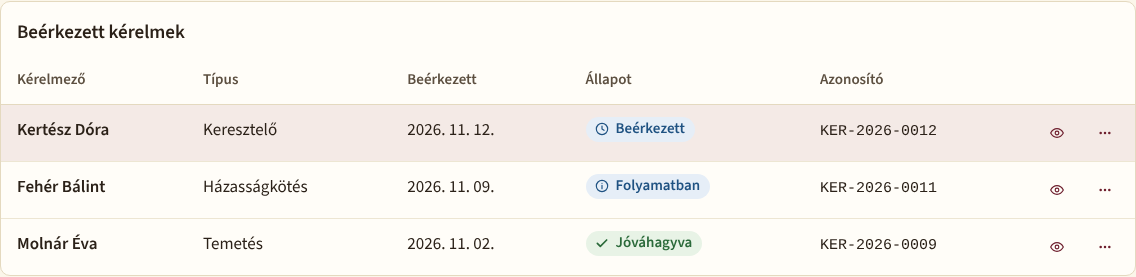 Beérkezett kérelmek
Kérelmező Típus Beérkezett Állapot Azonosító
Kertész Dóra Keresztelő 2026. 11. 12. Beérkezett KER-2026-0012
Fehér Bálint Házasságkötés 2026. 11. 09. Folyamatban KER-2026-0011
Molnár Éva Temetés 2026. 11. 02. Jóváhagyva KER-2026-0009